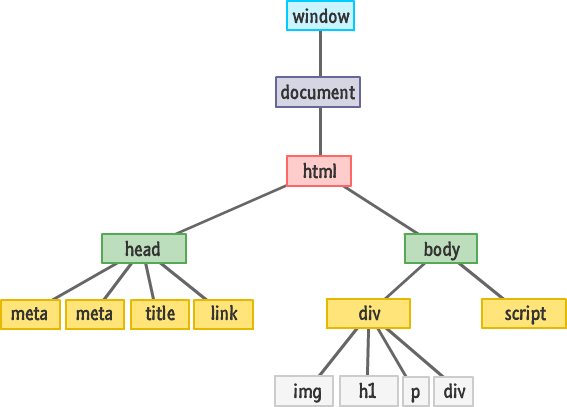 window
document
html
head
body
meta
meta
title
link
div
script
img
h1
p
div